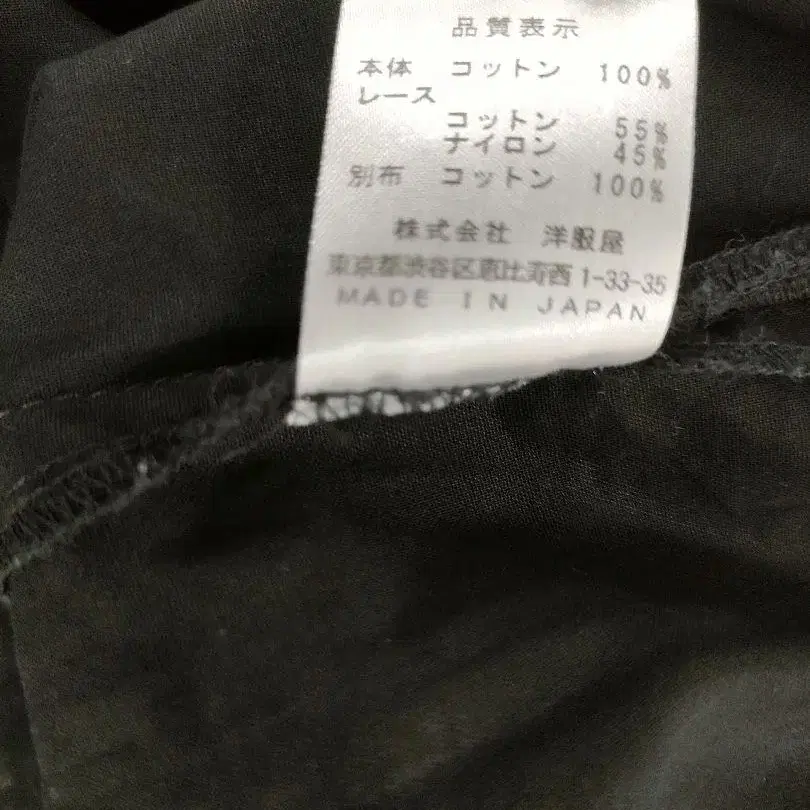 品質表示
本体 コットン 100%
レース
コットン 55%
ナイロン 45%
別布 コットン 100%
株式会社 洋服屋
東京都渋谷区恵比寿西1-33-35
MADE IN JAPAN